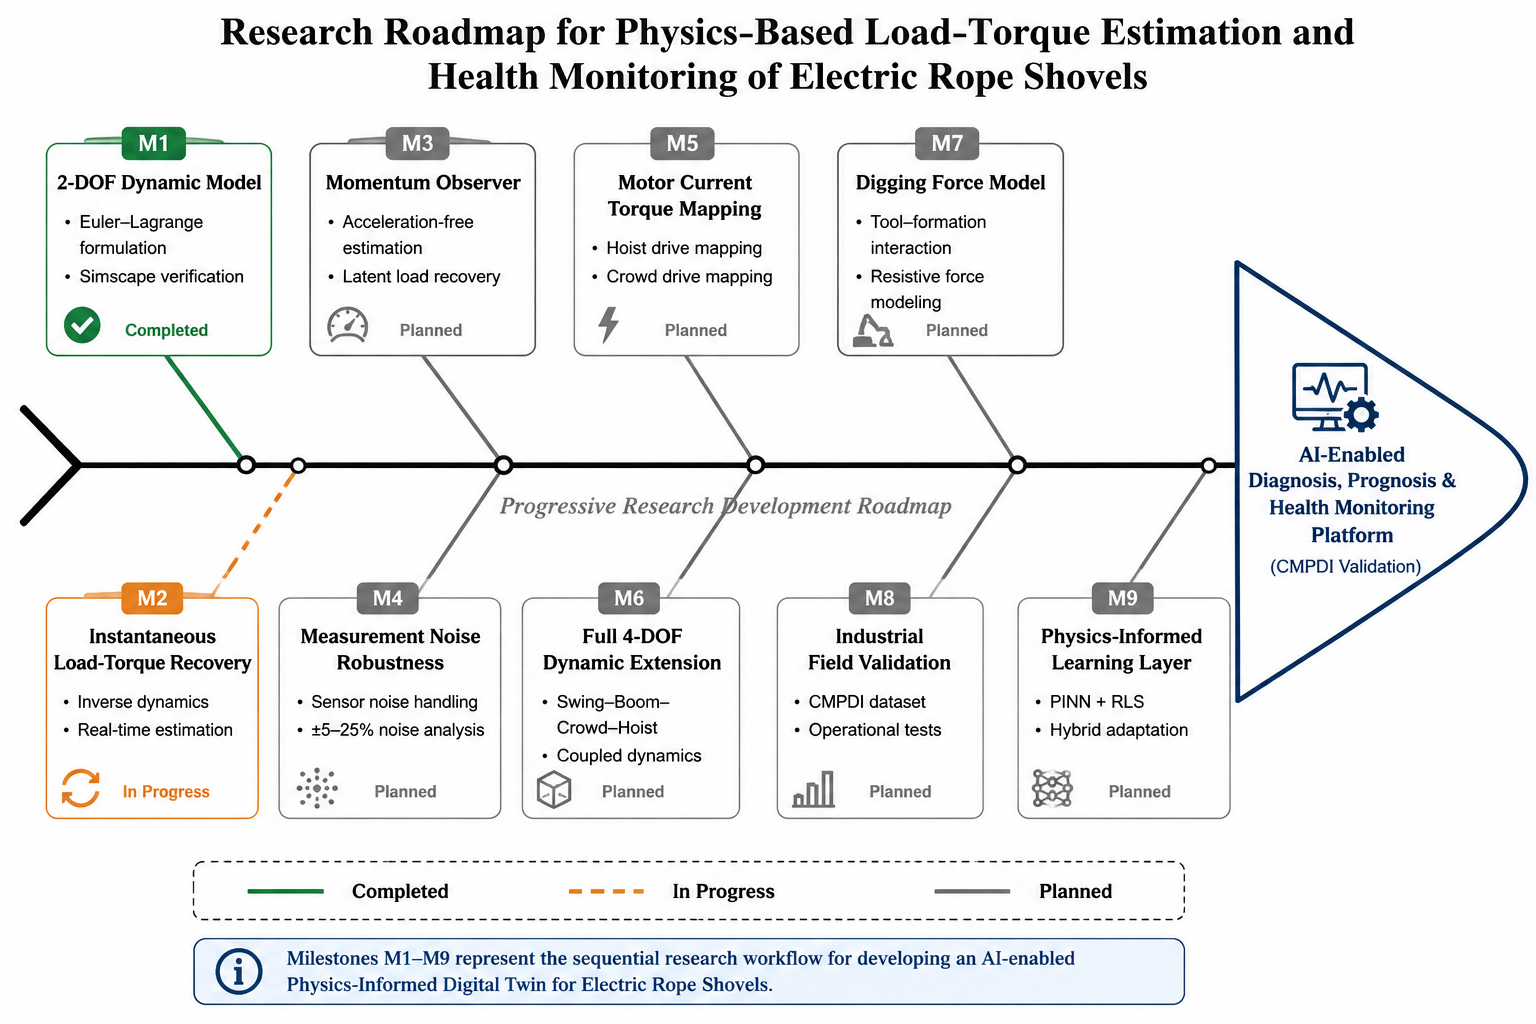 Research Roadmap for Physics-Based Load-Torque Estimation and
Health Monitoring of Electric Rope Shovels
M1
2-DOF Dynamic Model
• Euler–Lagrange
formulation
• Simscape verification
Completed
M3
Momentum Observer
• Acceleration-free
estimation
• Latent load recovery
Planned
M5
Motor Current
Torque Mapping
• Hoist drive mapping
• Crowd drive mapping
Planned
M7
Digging Force Model
• Tool–formation
interaction
• Resistive force
modeling
Planned
AI-Enabled
Diagnosis, Prognosis &
Health Monitoring
Platform
(CMPDI Validation)
Progressive Research Development Roadmap
M2
Instantaneous
Load-Torque Recovery
• Inverse dynamics
• Real-time estimation
In Progress
M4
Measurement Noise
Robustness
• Sensor noise handling
• ±5–25% noise analysis
Planned
M6
Full 4-DOF
Dynamic Extension
• Swing–Boom–
Crowd–Hoist
• Coupled dynamics
Planned
M8
Industrial
Field Validation
• CMPDI dataset
• Operational tests
Planned
M9
Physics-Informed
Learning Layer
• PINN + RLS
• Hybrid adaptation
Planned
Completed
In Progress
Planned
Milestones M1–M9 represent the sequential research workflow for developing an AI-enabled
Physics-Informed Digital Twin for Electric Rope Shovels.